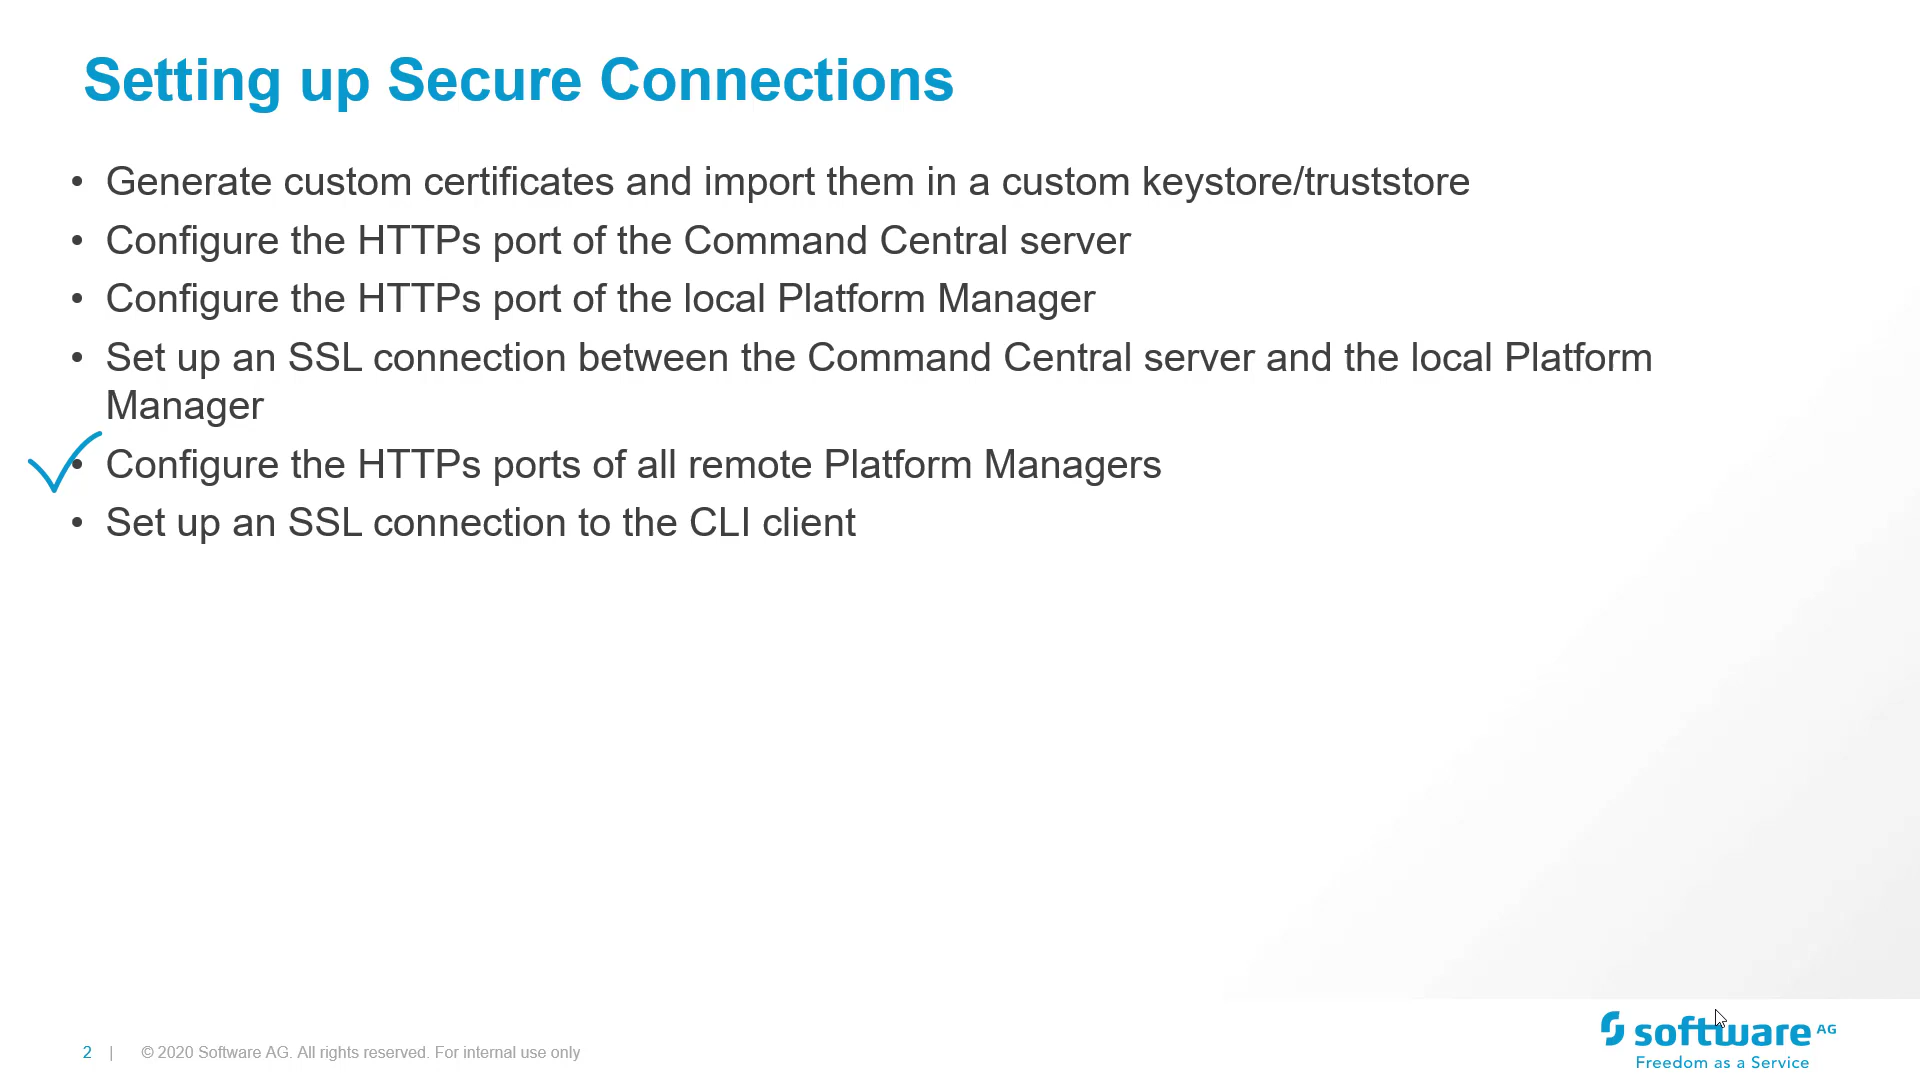 Setting up Secure Connections
• Generate custom certificates and import them in a custom keystore/truststore
• Configure the HTTPs port of the Command Central server
• Configure the HTTPs port of the local Platform Manager
• Set up an SSL connection between the Command Central server and the local Platform
Manager
• Configure the HTTPs ports of all remote Platform Managers
• Set up an SSL connection to the CLI client
2 | © 2020 Software AG. All rights reserved. For internal use only
software AG
Freedom as a Service